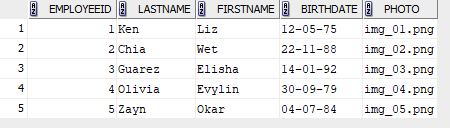 EMPLOYEEID LASTNAME FIRSTNAME BIRTHDATE PHOTO
1 1 Ken Liz 12-05-75 img_01.png
2 2 Chia Wet 22-11-88 img_02.png
3 3 Guarez Elisha 14-01-92 img_03.png
4 4 Olivia Evylin 30-09-79 img_04.png
5 5 Zayn Okar 04-07-84 img_05.png